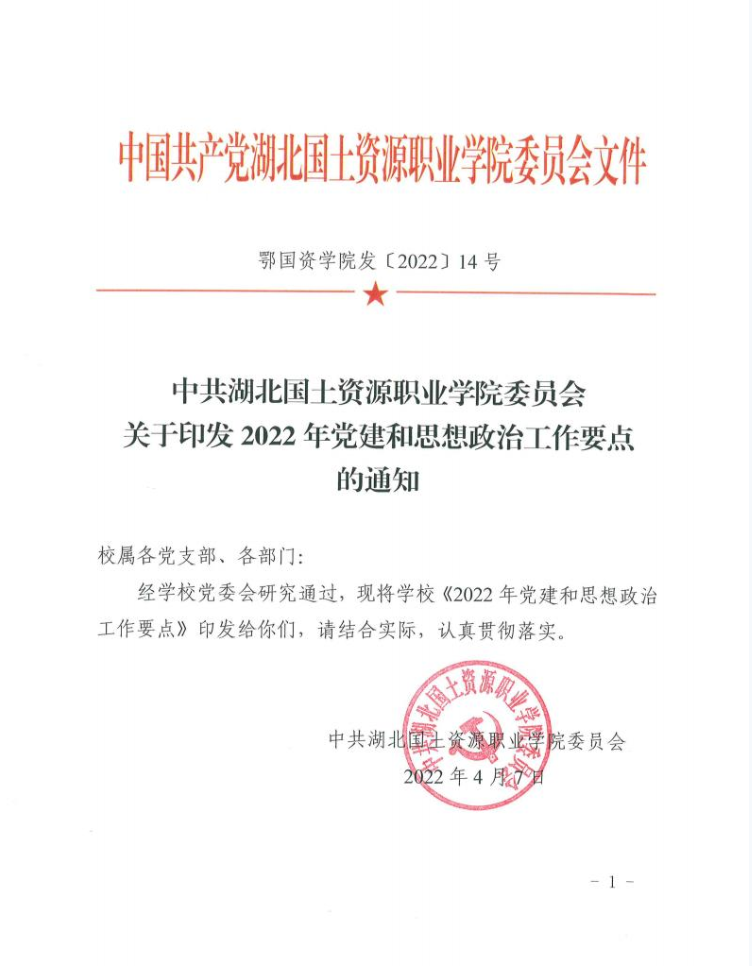 中国共产党湖北国土资源职业学院委员会文件
鄂国资学院发〔2022〕14 号
中共湖北国土资源职业学院委员会
关于印发 2022 年党建和思想政治工作要点
的通知
校属各党支部、各部门：
经学校党委会研究通过，现将学校《2022 年党建和思想政治
工作要点》印发给你们，请结合实际，认真贯彻落实。
中共湖北国土资源职业学院委员会
中共湖北国土资源职业学院委员会
2022 年 4 月 7 日
- 1 -